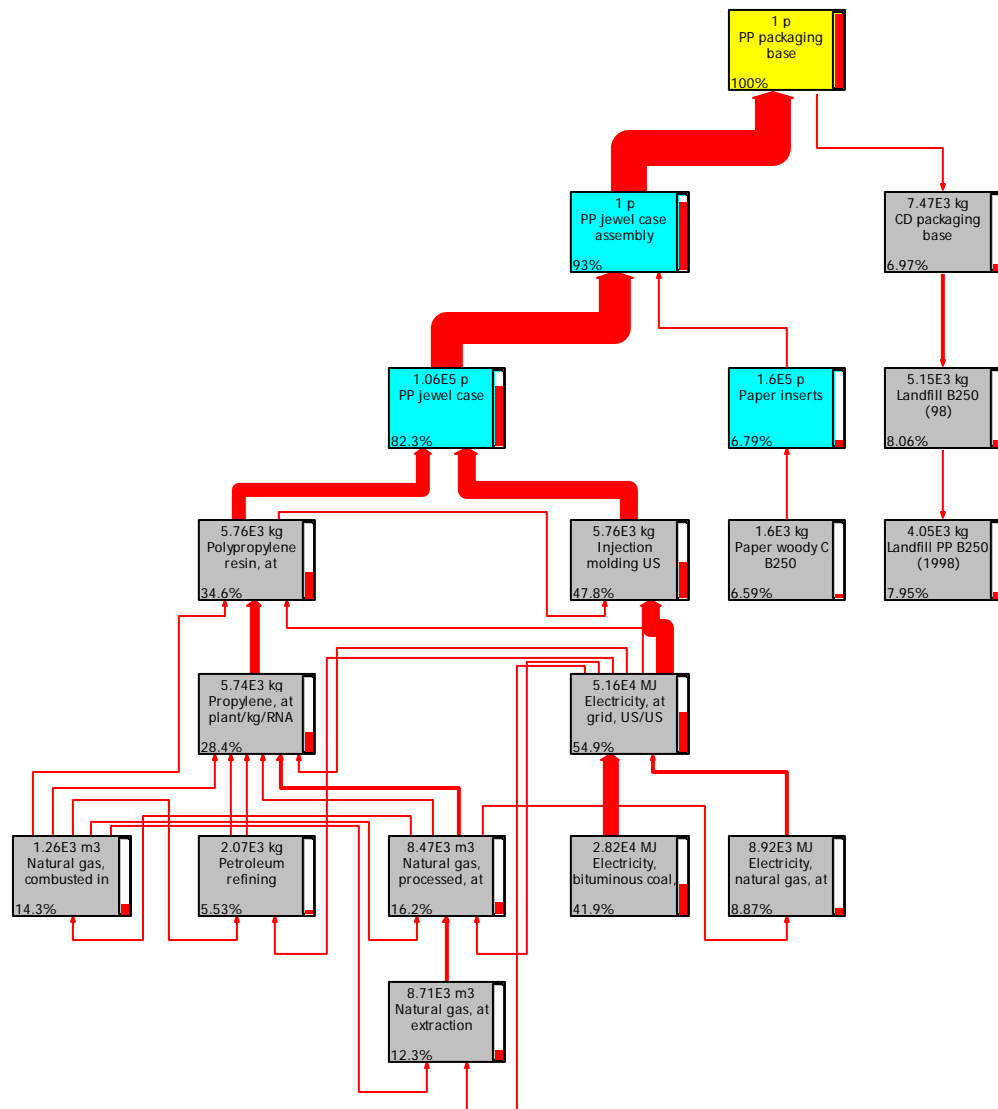 1 p
PP packaging
base
100%
1 p
PP jewel case
assembly
93%
7.47E3 kg
CD packaging
base
6.97%
1.06E5 p
PP jewel case
82.3%
1.6E5 p
Paper inserts
6.79%
5.15E3 kg
Landfill B250
(98)
8.06%
5.76E3 kg
Polypropylene
resin, at
34.6%
5.76E3 kg
Injection
molding US
47.8%
1.6E3 kg
Paper woody C
B250
6.59%
4.05E3 kg
Landfill PP B250
(1998)
7.95%
5.74E3 kg
Propylene, at
plant/kg/RNA
28.4%
5.16E4 MJ
Electricity, at
grid, US/US
54.9%
1.26E3 m3
Natural gas,
combusted in
14.3%
2.07E3 kg
Petroleum
refining
5.53%
8.47E3 m3
Natural gas,
processed, at
16.2%
2.82E4 MJ
Electricity,
bituminous coal,
41.9%
8.92E3 MJ
Electricity,
natural gas, at
8.87%
8.71E3 m3
Natural gas, at
extraction
12.3%